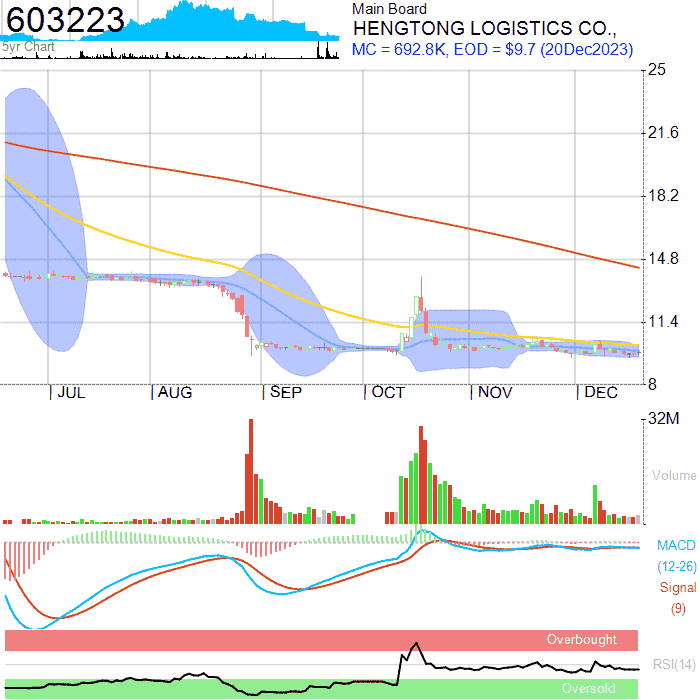 603223
5yr Chart
Main Board
HENGTONG LOGISTICS CO.,
MC = 692.8K, EOD = $9.7 (20Dec2023)
25
21.6
18.2
14.8
11.4
8
JUL
AUG
SEP
OCT
NOV
DEC
32M
Volume
MACD
(12-26)
Signal
(9)
Overbought
RSI(14)
Oversold